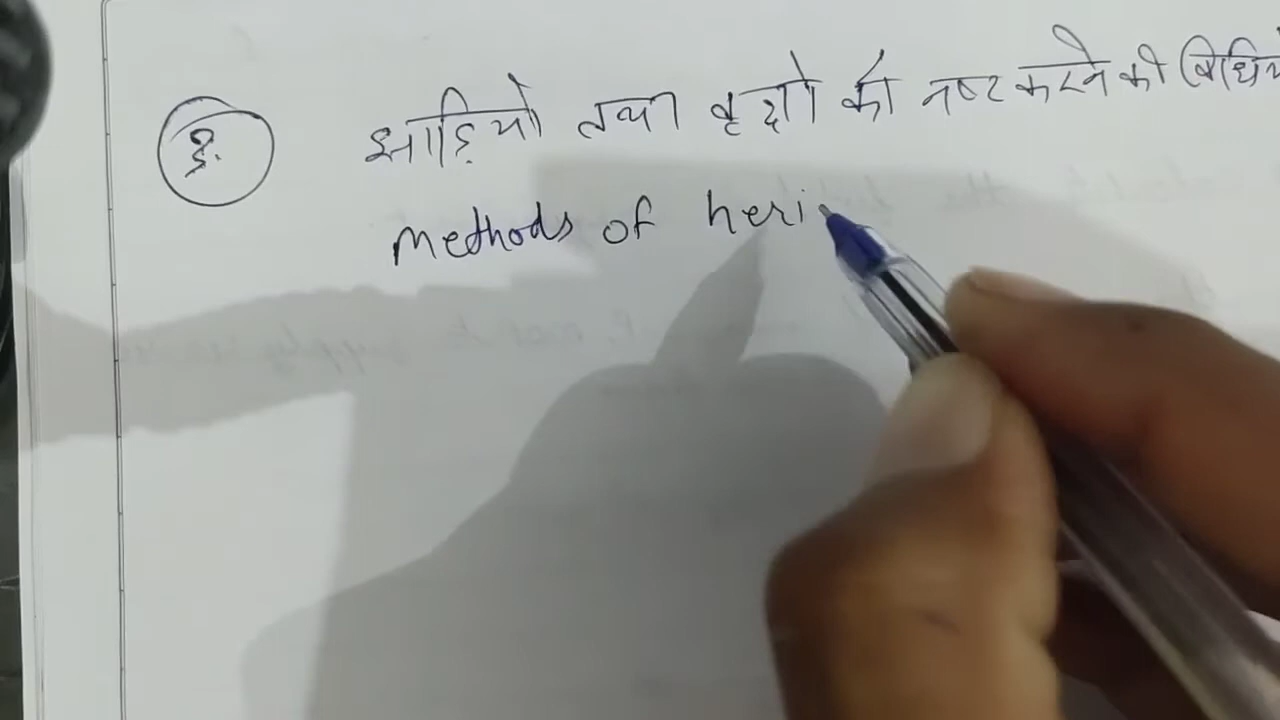 इ.
झाड़ियो तथा वृक्षो को नष्ट करने की विधियो
Methods of heri